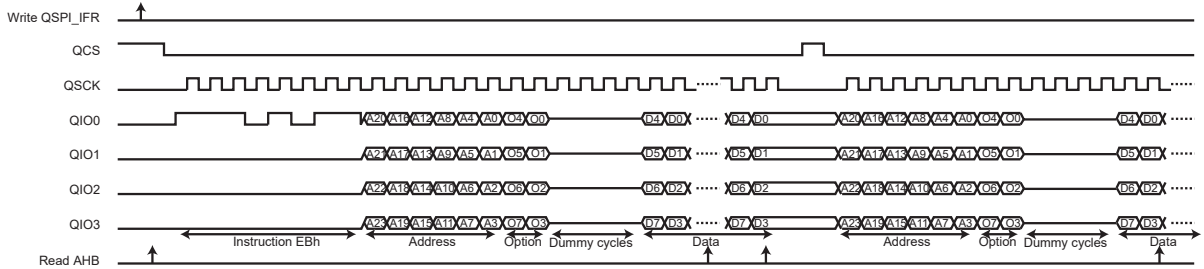 Write QSPI_IFR
QCS
QSCK
QIO0 A20 A16 A12 A8 A4 A0 O4 O0 D4 D0 D4 D0 A20 A16 A12 A8 A4 A0 O4 O0 D4 D0
QIO1 A21 A17 A13 A9 A5 A1 O5 O1 D5 D1 D5 D1 A21 A17 A13 A9 A5 A1 O5 O1 D5 D1
QIO2 A22 A18 A14 A10 A6 A2 O6 O2 D6 D2 D6 D2 A22 A18 A14 A10 A6 A2 O6 O2 D6 D2
QIO3 A23 A19 A15 A11 A7 A3 O7 O3 D7 D3 D7 D3 A23 A19 A15 A11 A7 A3 O7 O3 D7 D3
Instruction EBh Address Option Dummy cycles Data Address Option Dummy cycles Data
Read AHB